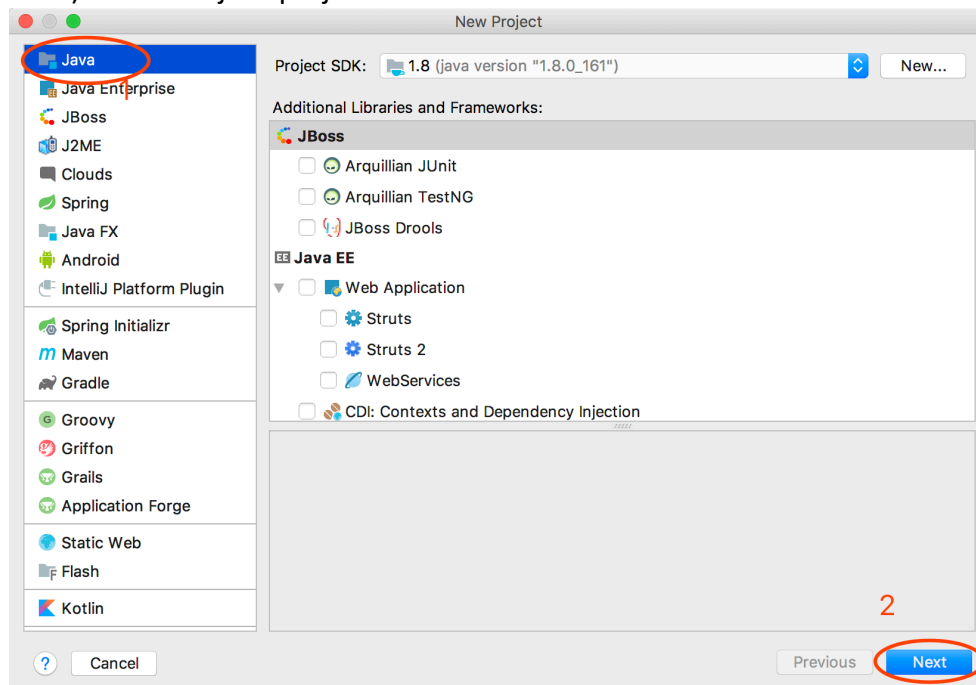 New Project
Java
1
Java Enterprise
JBoss
J2ME
Clouds
Spring
Java FX
Android
IntelliJ Platform Plugin
Spring Initializr
m Maven
Gradle
G Groovy
Griffon
Grails
Application Forge
Static Web
F Flash
Kotlin
Project SDK: 1.8 (java version "1.8.0_161") New...
Additional Libraries and Frameworks:
JBoss
Arquillian JUnit
Arquillian TestNG
JBoss Drools
EE Java EE
Web Application
Struts
Struts 2
WebServices
CDI: Contexts and Dependency Injection
2
? Cancel Previous Next